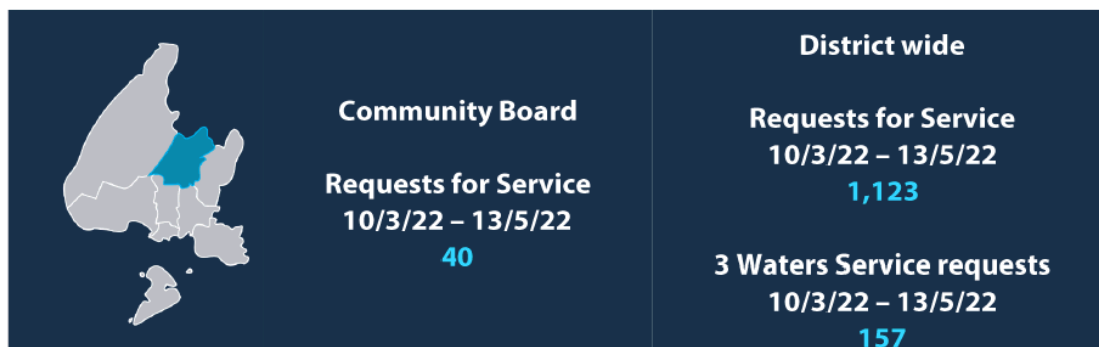 Community Board
Requests for Service
10/3/22 – 13/5/22
40
District wide
Requests for Service
10/3/22 – 13/5/22
1,123
3 Waters Service requests
10/3/22 – 13/5/22
157